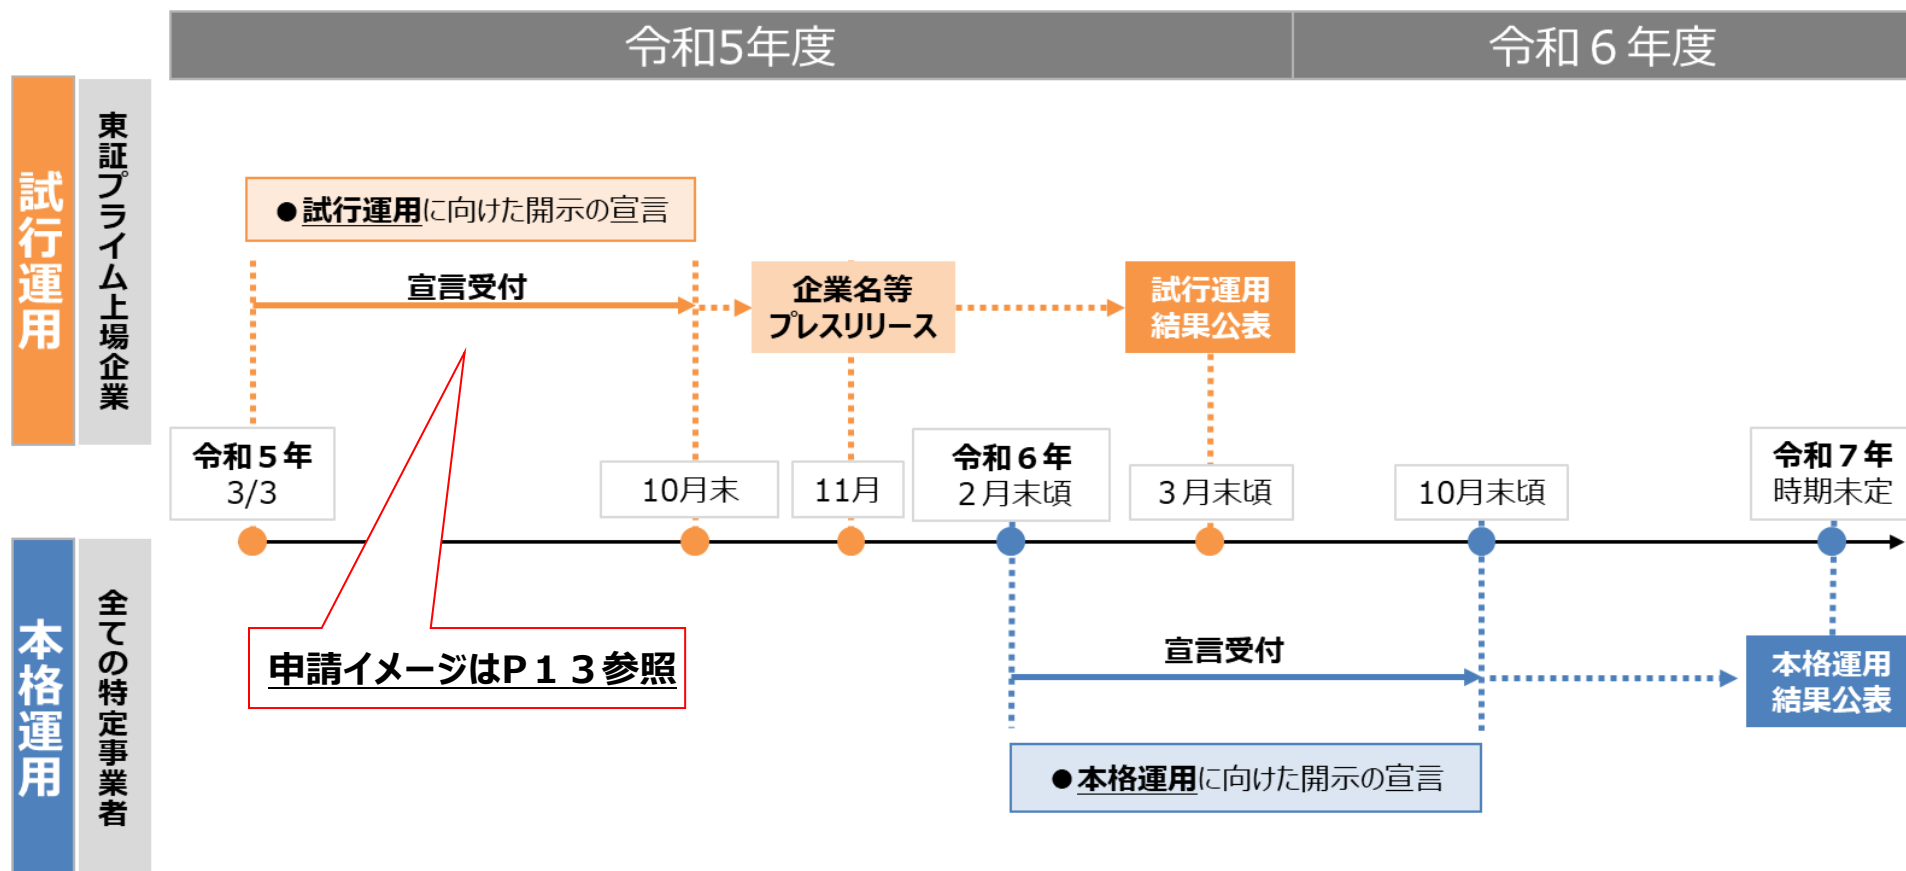 令和5年度
令和６年度
試行運用
東証プライム上場企業
●試行運用に向けた開示の宣言
宣言受付
企業名等
プレスリリース
試行運用
結果公表
令和５年
3/3
10月末
11月
令和６年
２月末頃
３月末頃
10月末頃
令和７年
時期未定
本格運用
全ての特定事業者
申請イメージはP１３参照
宣言受付
本格運用
結果公表
●本格運用に向けた開示の宣言